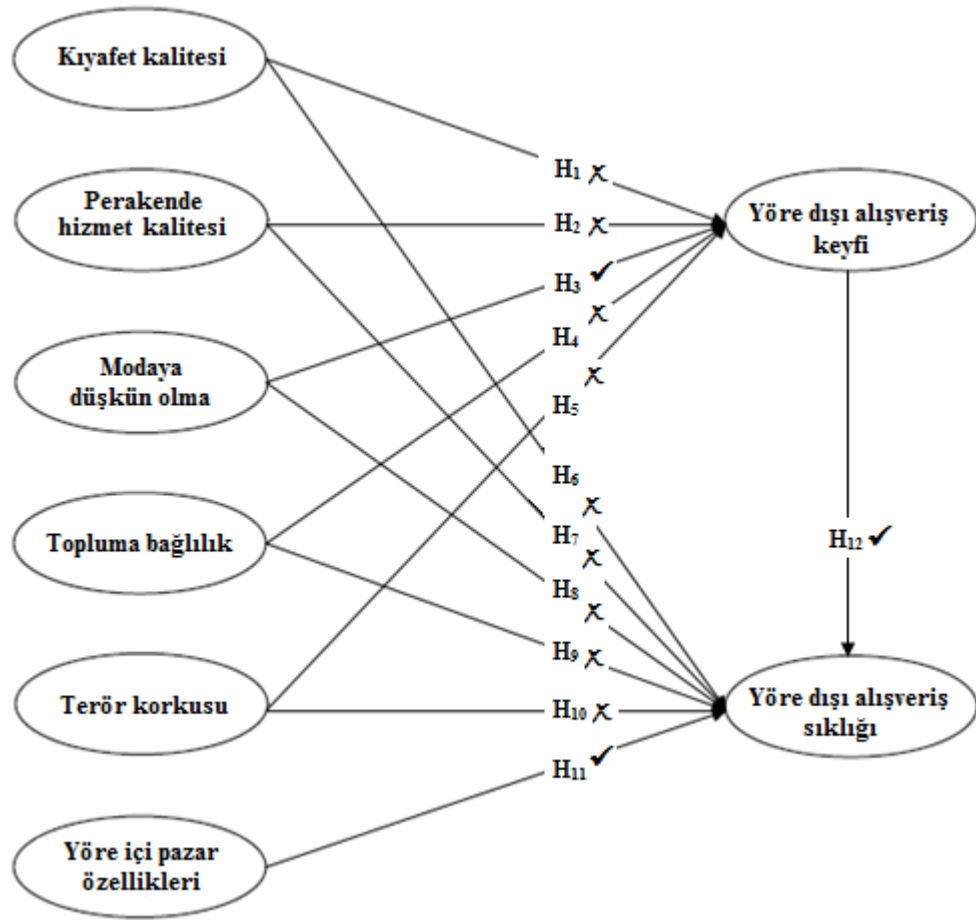 Kıyafet kalitesi
Perakende
hizmet kalitesi
Modaya
düşkün olma
Topluma bağlılık
Terör korkusu
Yöre içi pazar
özellikleri
H₁ ✗
H₂ ✗
H₃ ✓
H₄ ✗
H₅ ✗
H₆ ✗
H₇ ✗
H₈ ✗
H₉ ✗
H₁₀ ✗
H₁₁ ✓
Yöre dışı alışveriş
keyfi
H₁₂ ✓
Yöre dışı alışveriş
sıklığı